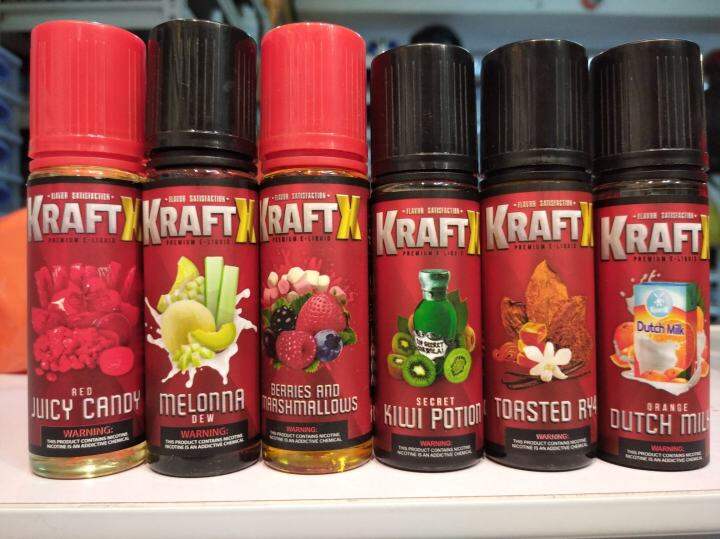 FLAVOR SATISFACTION
KRAFTX
PREMIUM E-LIQUID
RED
JUICY CANDY
WARNING:
THIS PRODUCT CONTAINS NICOTINE
NICOTINE IS AN ADDICTIVE CHEMICAL
FLAVOR SATISFACTION
KRAFTX
PREMIUM E-LIQUID
MELONNA
DEW
WARNING:
THIS PRODUCT CONTAINS NICOTINE
NICOTINE IS AN ADDICTIVE CHEMICAL
FLAVOR SATISFACTION
KRAFTX
PREMIUM E-LIQUID
BERRIES AND
MARSHMALLOWS
WARNING:
THIS PRODUCT CONTAINS NICOTINE
NICOTINE IS AN ADDICTIVE CHEMICAL
FLAVOR SATISFACTION
KRAFTX
PREMIUM E-LIQUID
TOP SECRET
FORMULA!
SECRET
KIWI POTION
WARNING:
THIS PRODUCT CONTAINS NICOTINE
NICOTINE IS AN ADDICTIVE CHEMICAL
FLAVOR SATISFACTION
KRAFTX
PREMIUM E-LIQUID
TOASTED RY4
WARNING:
THIS PRODUCT CONTAINS NICOTINE
NICOTINE IS AN ADDICTIVE CHEMICAL
FLAVOR SATISFACTION
KRAFTX
PREMIUM E-LIQUID
Dutch Milk
ORANGE
DUTCH MIL
WARNING:
THIS PRODUCT CONTAINS NICOTINE
NICOTINE IS AN ADDICTIVE CHEMICAL